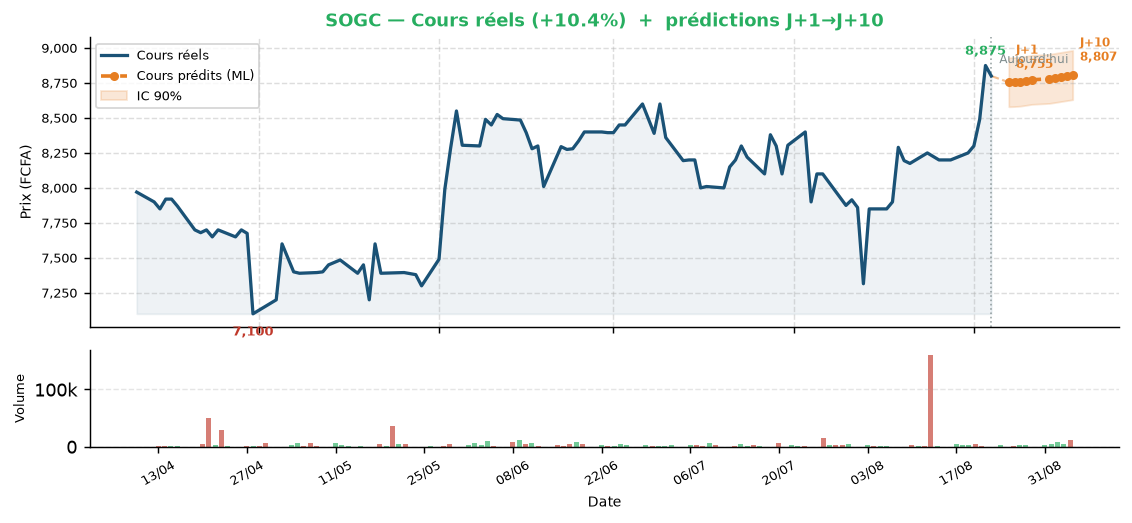 SOGC — Cours réels (+10.4%) + prédictions J+1→J+10
Cours réels
Cours prédits (ML)
IC 90%
Prix (FCFA)
9,000
8,750
8,500
8,250
8,000
7,750
7,500
7,250
8,875
Aujourd'hui
J+1
8,755
J+10
8,807
7,100
Volume
100k
0
13/04
27/04
11/05
25/05
08/06
22/06
06/07
20/07
03/08
17/08
31/08
Date